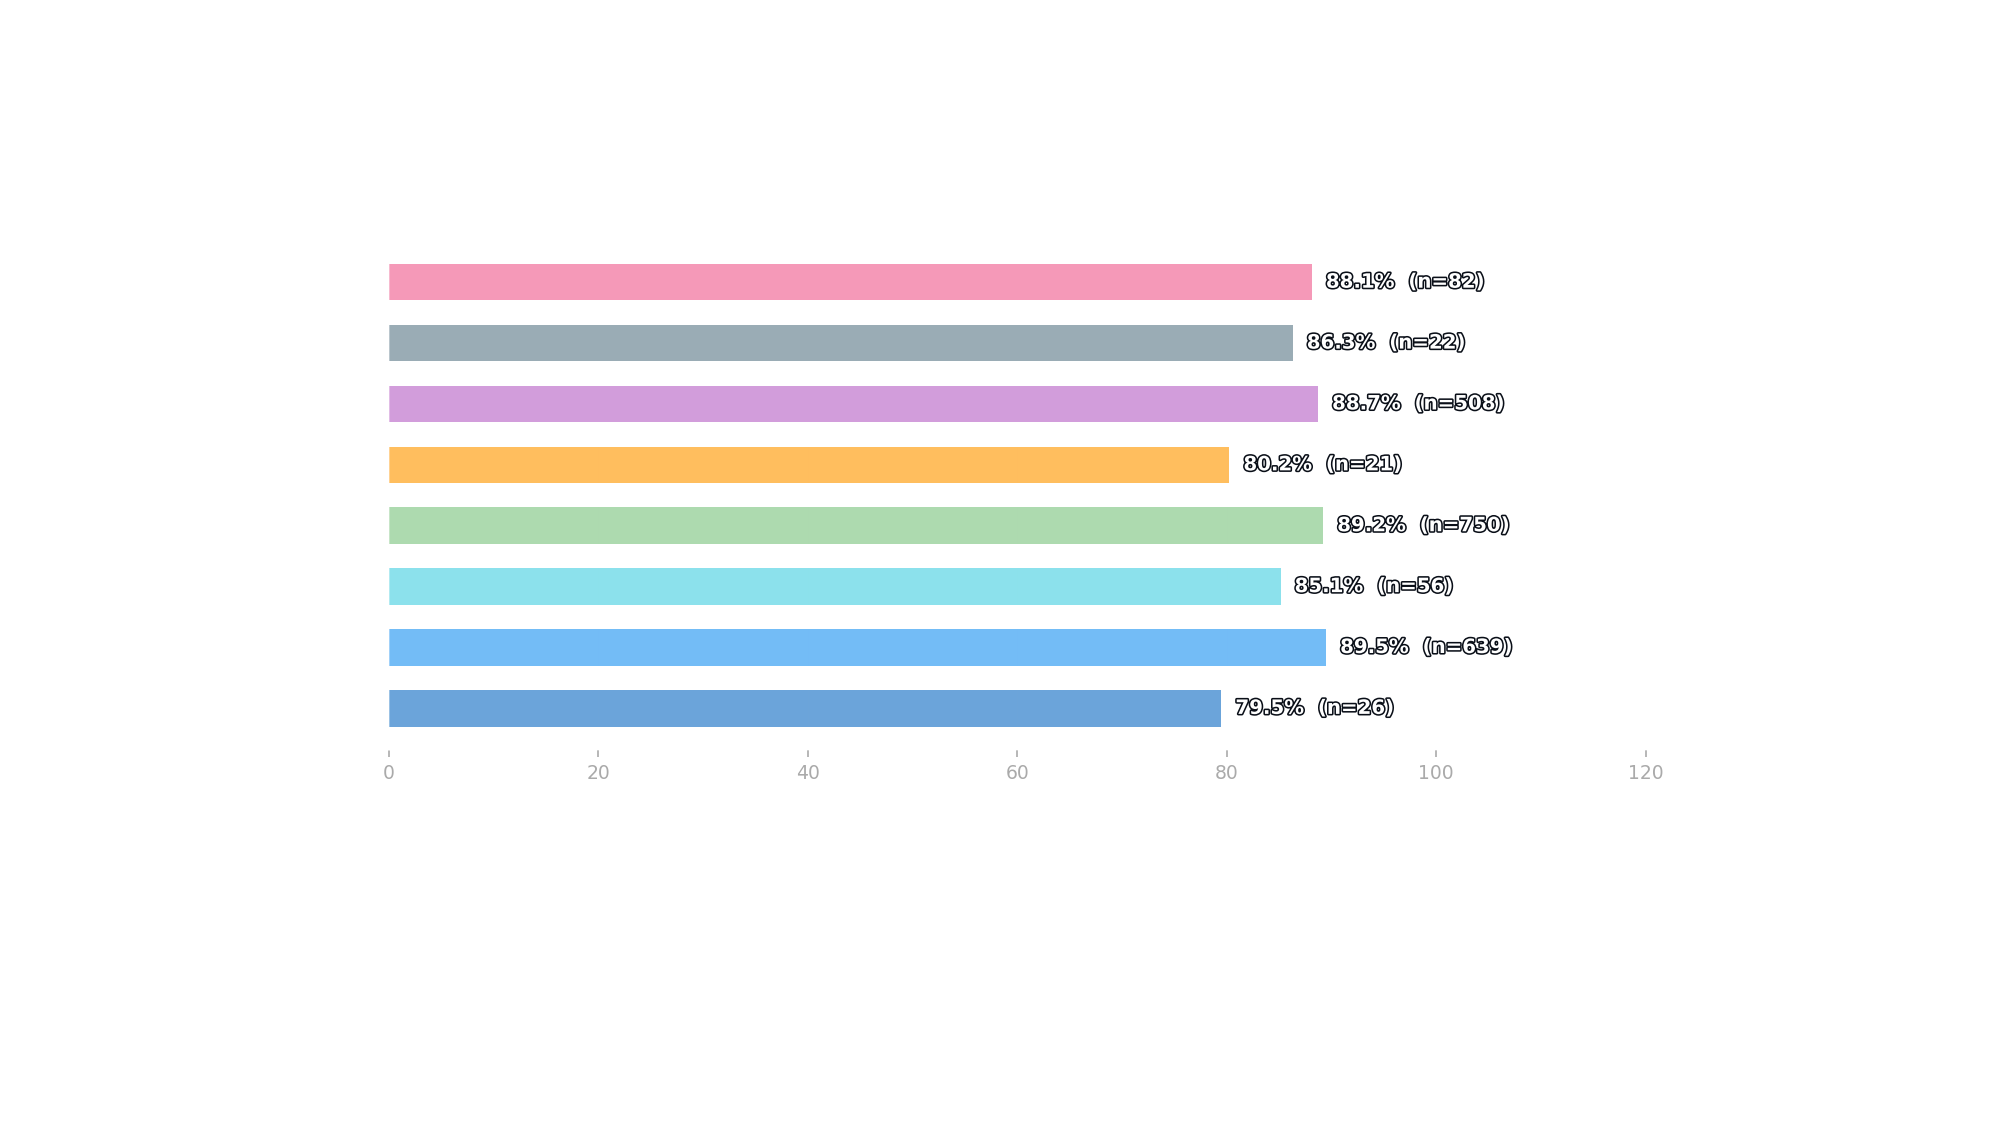 88.1% (n=82)
86.3% (n=22)
88.7% (n=508)
80.2% (n=21)
89.2% (n=750)
85.1% (n=56)
89.5% (n=639)
79.5% (n=26)
0 20 40 60 80 100 120